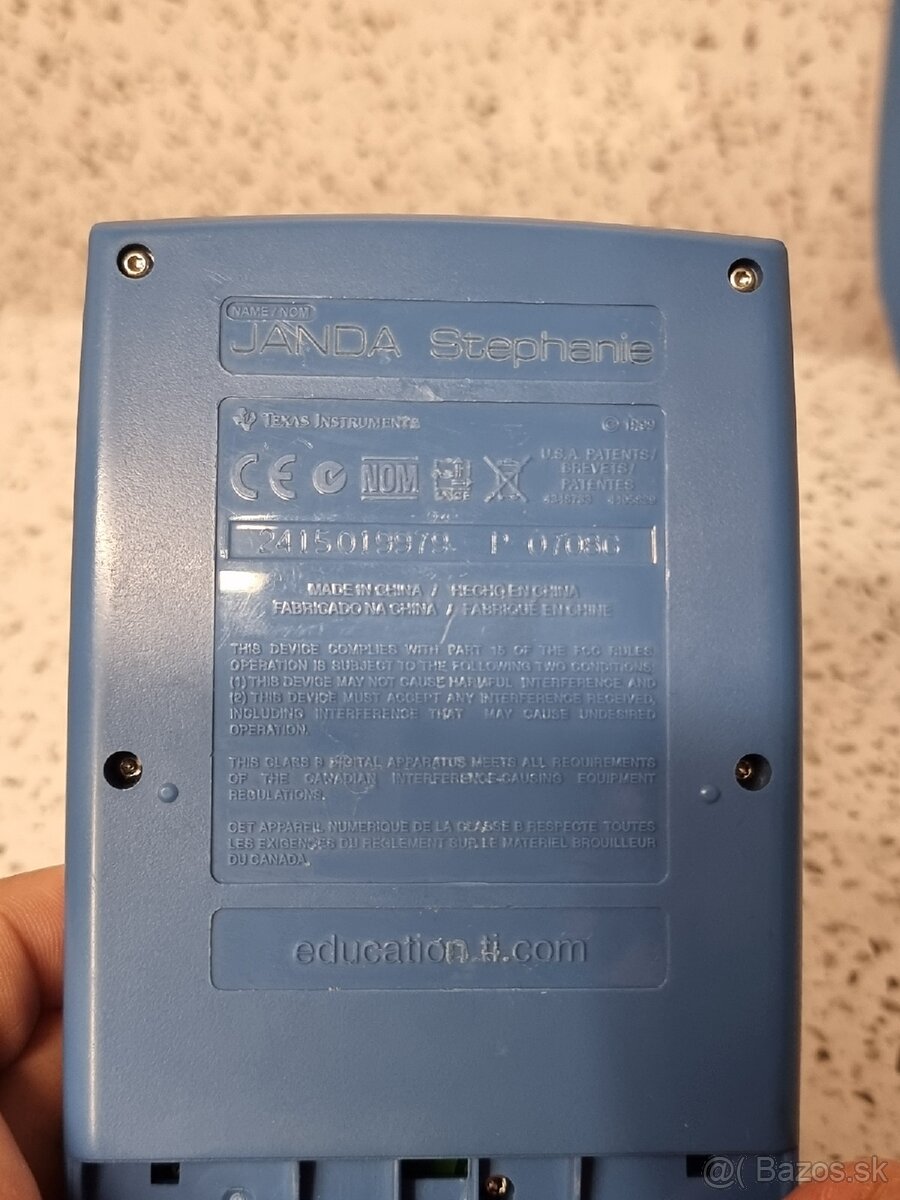 NAME / NOM
JANDA Stephanie
TEXAS INSTRUMENTS
© 1999
CE NOM
U.S.A. PATENTS/
BREVETS/
PATENTES
2415019979 P 0708G
MADE IN CHINA / HECHO EN CHINA
FABRICADO NA CHINA / FABRIQUÉ EN CHINE
THIS DEVICE COMPLIES WITH PART 15 OF THE FCC RULES
OPERATION IS SUBJECT TO THE FOLLOWING TWO CONDITIONS;
(1) THIS DEVICE MAY NOT CAUSE HARMFUL INTERFERENCE AND
(2) THIS DEVICE MUST ACCEPT ANY INTERFERENCE RECEIVED,
INCLUDING INTERFERENCE THAT MAY CAUSE UNDESIRED
OPERATION.
THIS CLASS B DIGITAL APPARATUS MEETS ALL REQUIREMENTS
OF THE CANADIAN INTERFERENCE-CAUSING EQUIPMENT
REGULATIONS.
CET APPAREIL NUMERIQUE DE LA CLASSE B RESPECTE TOUTES
LES EXIGENCES DU REGLEMENT SUR LE MATERIEL BROUILLEUR
DU CANADA.
education.ti.com
@( Bazos.sk